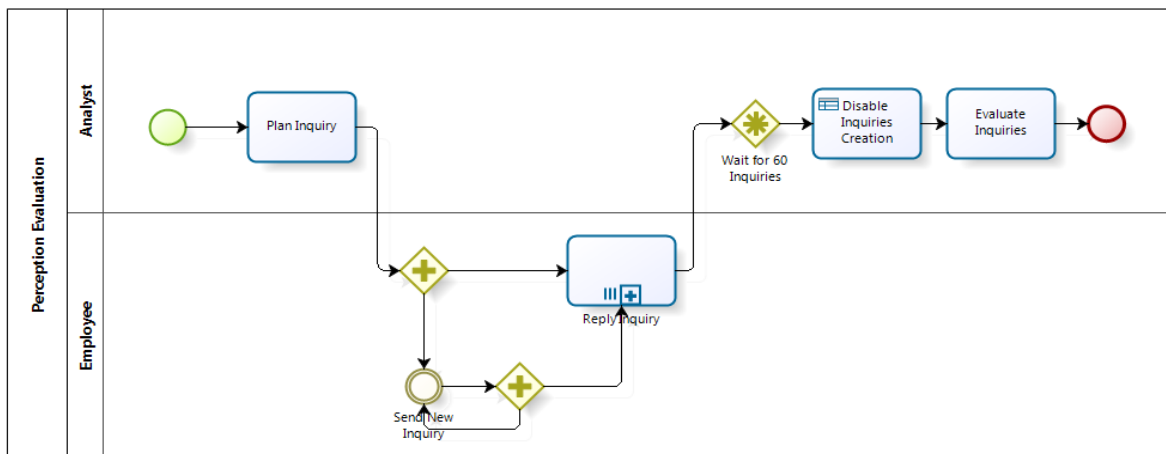 Perception Evaluation
Analyst
Plan Inquiry
Wait for 60
Inquiries
Disable
Inquiries
Creation
Evaluate
Inquiries
Employee
Reply Inquiry
Send New
Inquiry